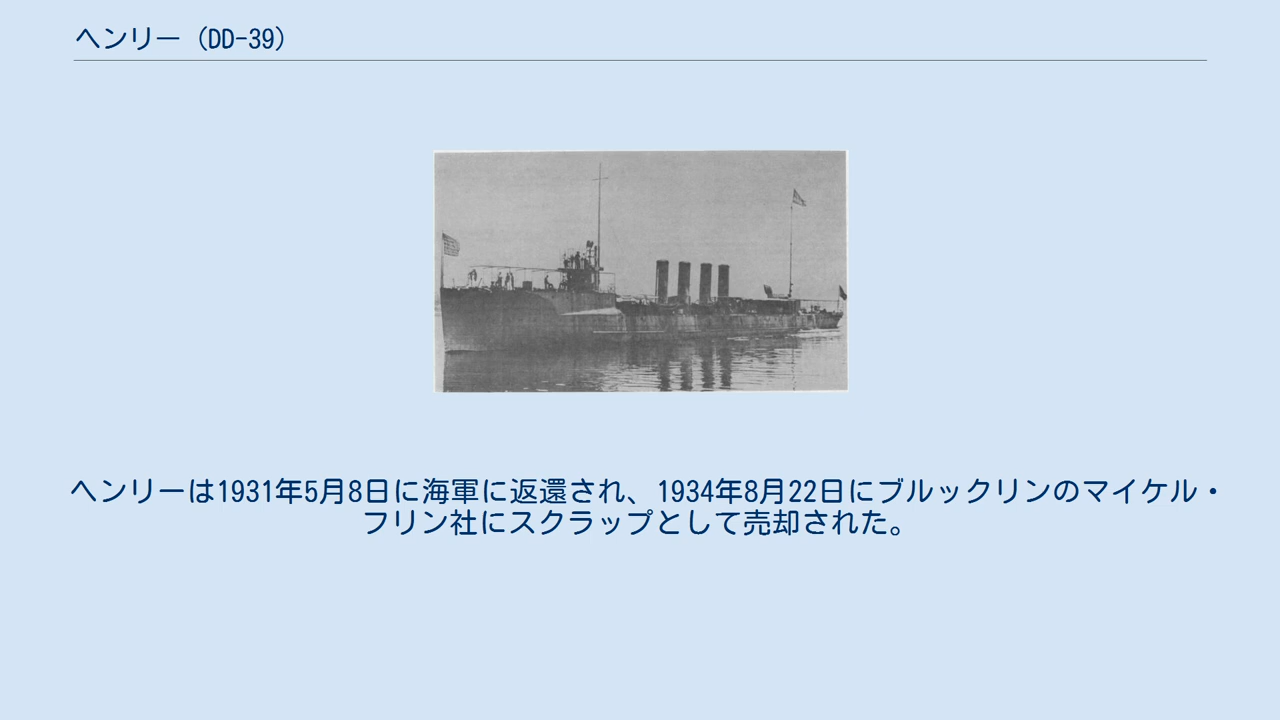 ヘンリー（DD-39）
ヘンリーは1931年5月8日に海軍に返還され、1934年8月22日にブルックリンのマイケル・
フリン社にスクラップとして売却された。